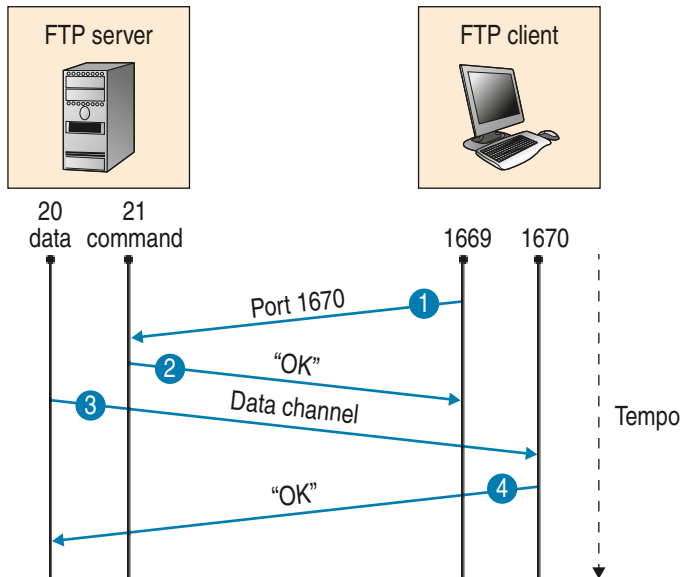 FTP server
FTP client
20
data
21
command
1669
1670
Port 1670
1
2
"OK"
3
Data channel
Tempo
4
"OK"